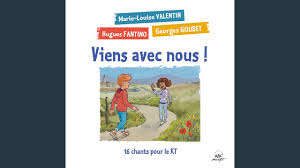 Marie-Louise VALENTIN
Hugues FANTINO
Georges GOUBET
Viens avec nous !
16 chants pour le KT